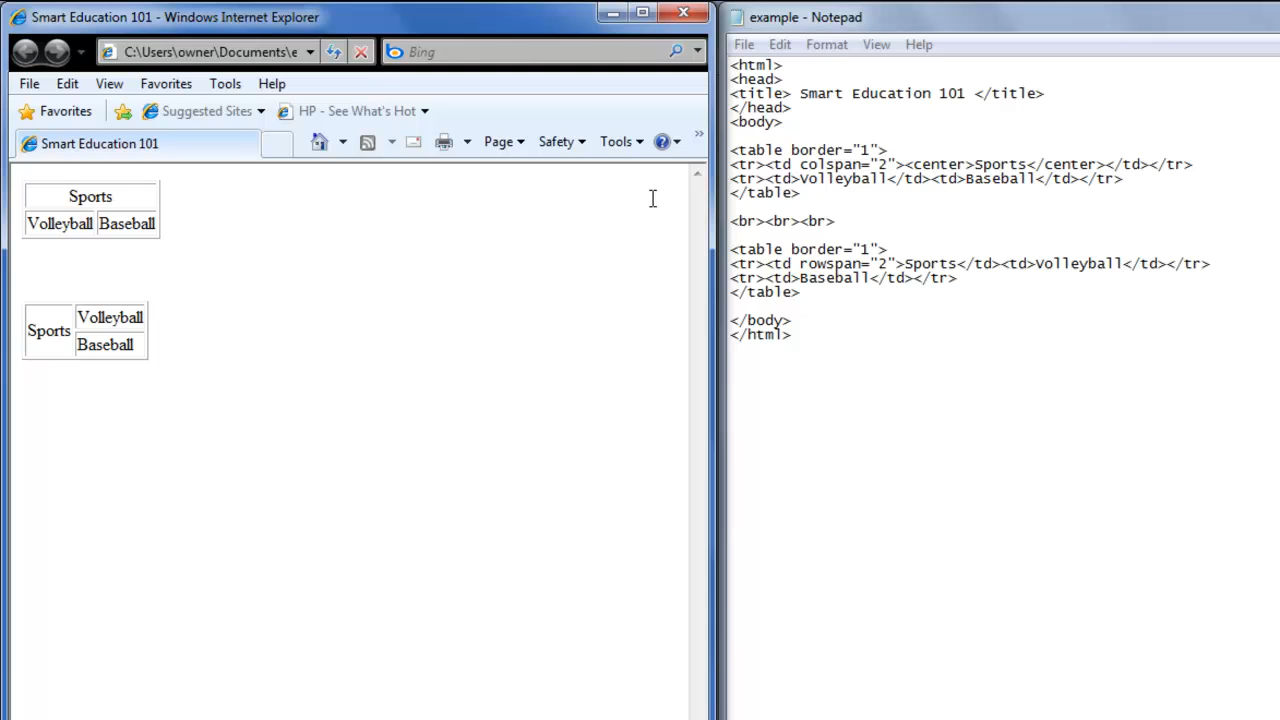 Smart Education 101 - Windows Internet Explorer
C:\Users\owner\Documents\e
Bing
File Edit View Favorites Tools Help
Favorites Suggested Sites HP - See What's Hot
Smart Education 101 Page Safety Tools »
Sports
Volleyball Baseball
Sports Volleyball
Baseball
example - Notepad
File Edit Format View Help
<html>
<head>
<title> Smart Education 101 </title>
</head>
<body>
<table border="1">
<tr><td colspan="2"><center>Sports</center></td></tr>
<tr><td>Volleyball</td><td>Baseball</td></tr>
</table>
<br><br><br>
<table border="1">
<tr><td rowspan="2">Sports</td><td>Volleyball</td></tr>
<tr><td>Baseball</td></tr>
</table>
</body>
</html>